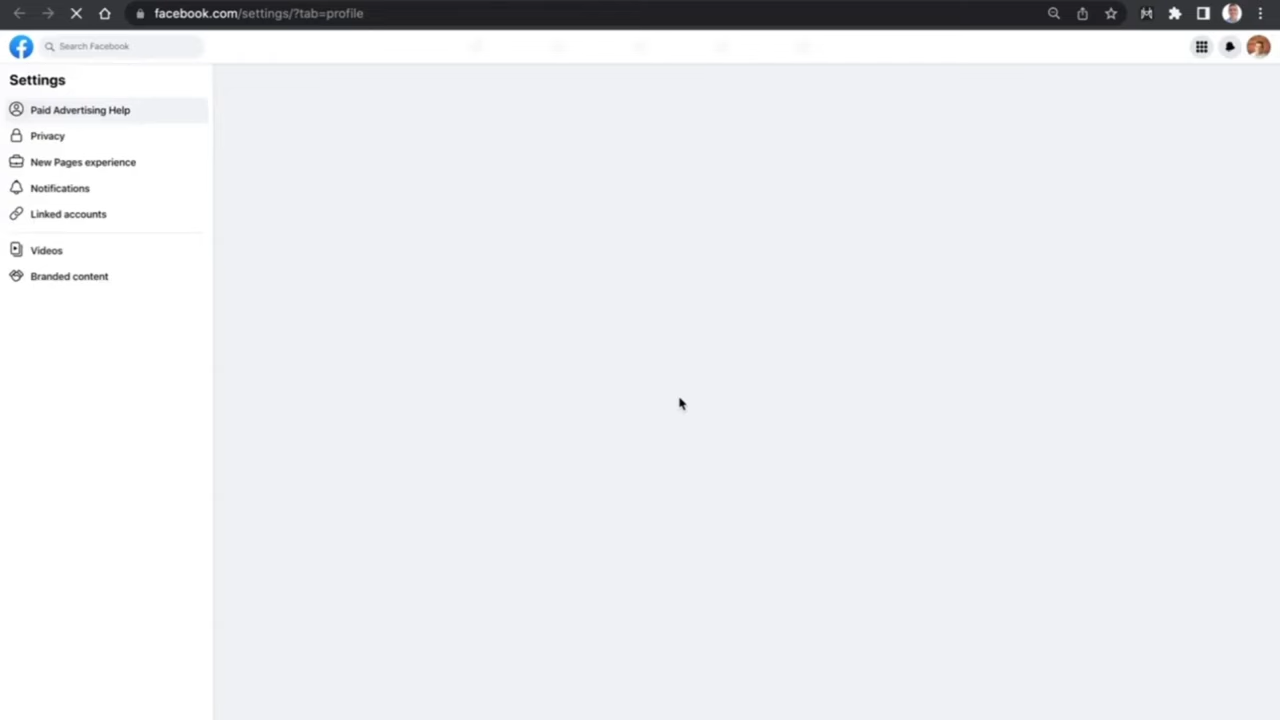 facebook.com/settings/?tab=profile
Search Facebook
Settings
Paid Advertising Help
Privacy
New Pages experience
Notifications
Linked accounts
Videos
Branded content